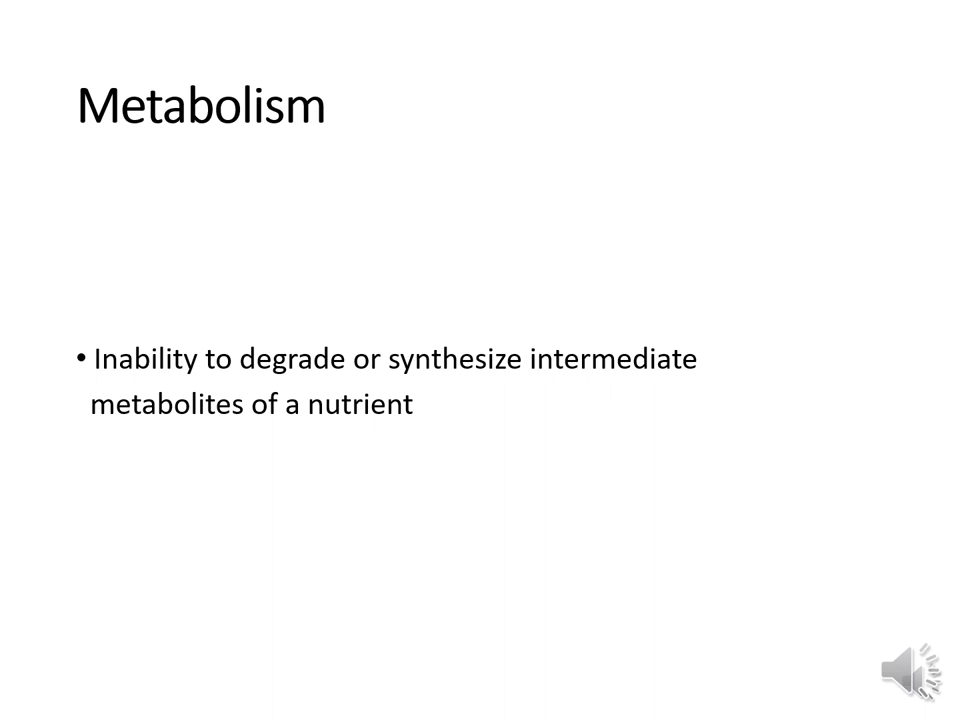 Metabolism
• Inability to degrade or synthesize intermediate
metabolites of a nutrient